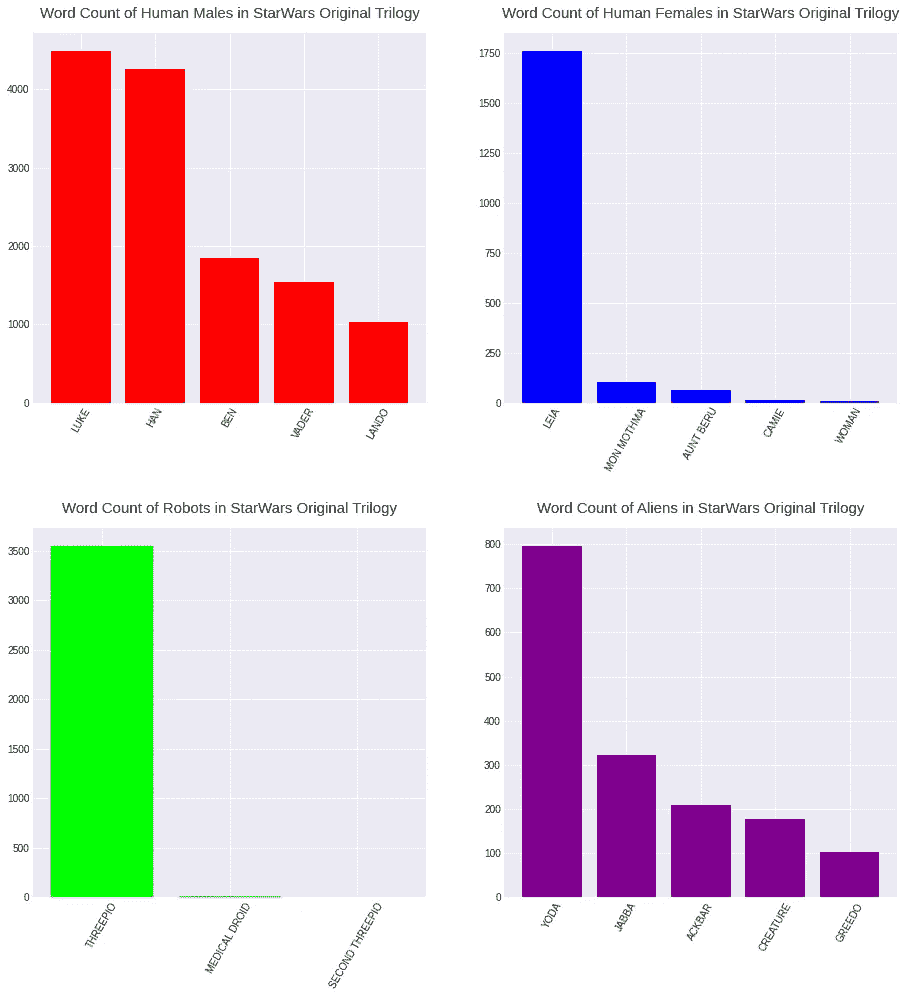 Word Count of Human Males in StarWars Original Trilogy
4000
3000
2000
1000
0
LUKE
HAN
BEN
VADER
LANDO
Word Count of Human Females in StarWars Original Trilogy
1750
1500
1250
1000
750
500
250
0
LEIA
MON MOTHMA
AUNT BERU
CAMIE
WOMAN
Word Count of Robots in StarWars Original Trilogy
3500
3000
2500
2000
1500
1000
500
0
THREEPIO
MEDICAL DROID
SECOND THREEPIO
Word Count of Aliens in StarWars Original Trilogy
800
700
600
500
400
300
200
100
0
YODA
JABBA
ACKBAR
CREATURE
GREEDO